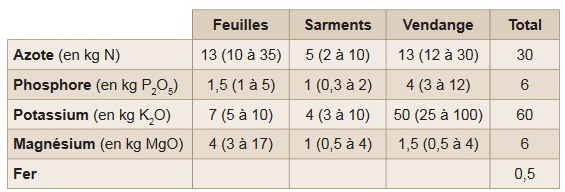 Feuilles Sarments Vendange Total
Azote (en kg N) 13 (10 à 35) 5 (2 à 10) 13 (12 à 30) 30
Phosphore (en kg P₂O₅) 1,5 (1 à 5) 1 (0,3 à 2) 4 (3 à 12) 6
Potassium (en kg K₂O) 7 (5 à 10) 4 (3 à 10) 50 (25 à 100) 60
Magnésium (en kg MgO) 4 (3 à 17) 1 (0,5 à 4) 1,5 (0,5 à 4) 6
Fer 0,5